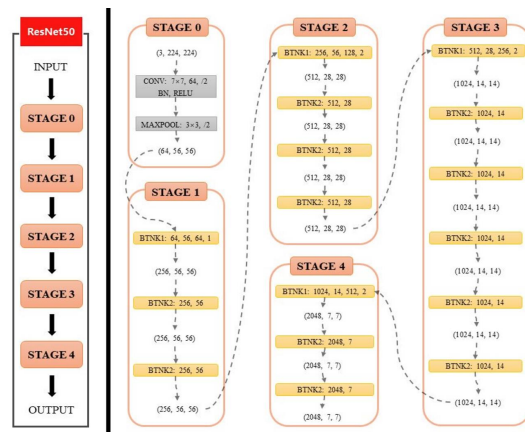 ResNet50
INPUT
STAGE 0
STAGE 1
STAGE 2
STAGE 3
STAGE 4
OUTPUT
STAGE 0
(3, 224, 224)
CONV: 7×7, 64, /2
BN, RELU
MAXPOOL: 3×3, /2
(64, 56, 56)
STAGE 1
BTNK1: 64, 56, 64, 1
(256, 56, 56)
BTNK2: 256, 56
(256, 56, 56)
BTNK2: 256, 56
(256, 56, 56)
STAGE 2
BTNK1: 256, 56, 128, 2
(512, 28, 28)
BTNK2: 512, 28
(512, 28, 28)
BTNK2: 512, 28
(512, 28, 28)
BTNK2: 512, 28
(512, 28, 28)
STAGE 4
BTNK1: 1024, 14, 512, 2
(2048, 7, 7)
BTNK2: 2048, 7
(2048, 7, 7)
BTNK2: 2048, 7
(2048, 7, 7)
STAGE 3
BTNK1: 512, 28, 256, 2
(1024, 14, 14)
BTNK2: 1024, 14
(1024, 14, 14)
BTNK2: 1024, 14
(1024, 14, 14)
BTNK2: 1024, 14
(1024, 14, 14)
BTNK2: 1024, 14
(1024, 14, 14)
BTNK2: 1024, 14
(1024, 14, 14)